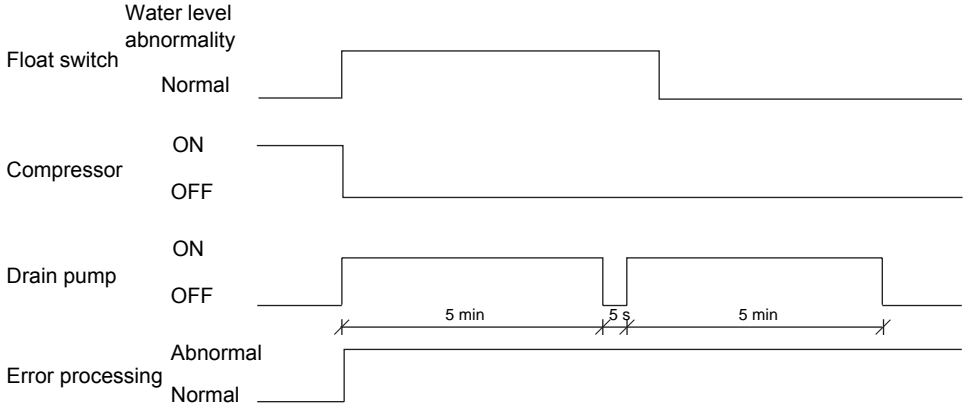 Water level
abnormality
Float switch
Normal
ON
Compressor
OFF
ON
Drain pump
OFF
5 min
5 s
5 min
Abnormal
Error processing
Normal